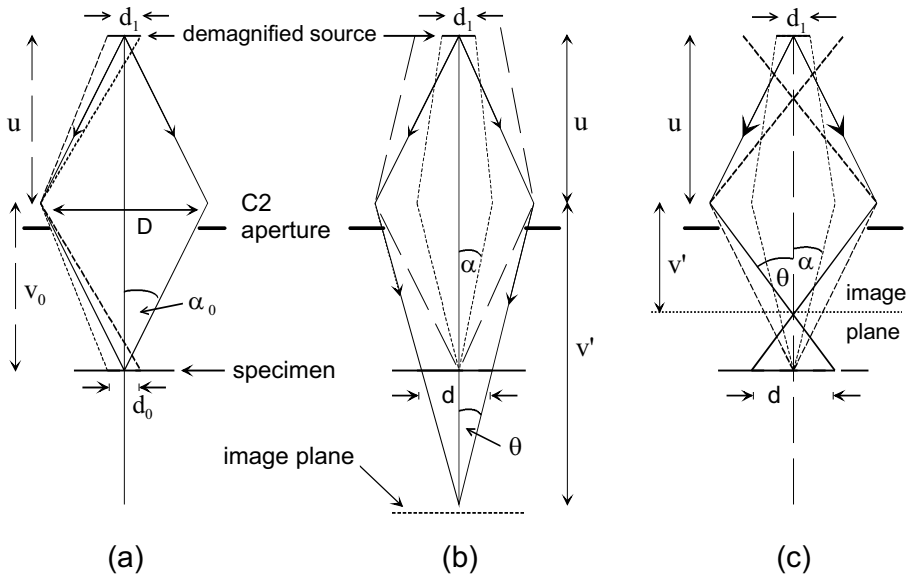 d₁
d₁
d₁
demagnified source
u
u
u
C2
aperture
D
α
θ
α
v₀
α₀
v'
v'
image
plane
specimen
d₀
d
d
θ
image plane
(a)
(b)
(c)